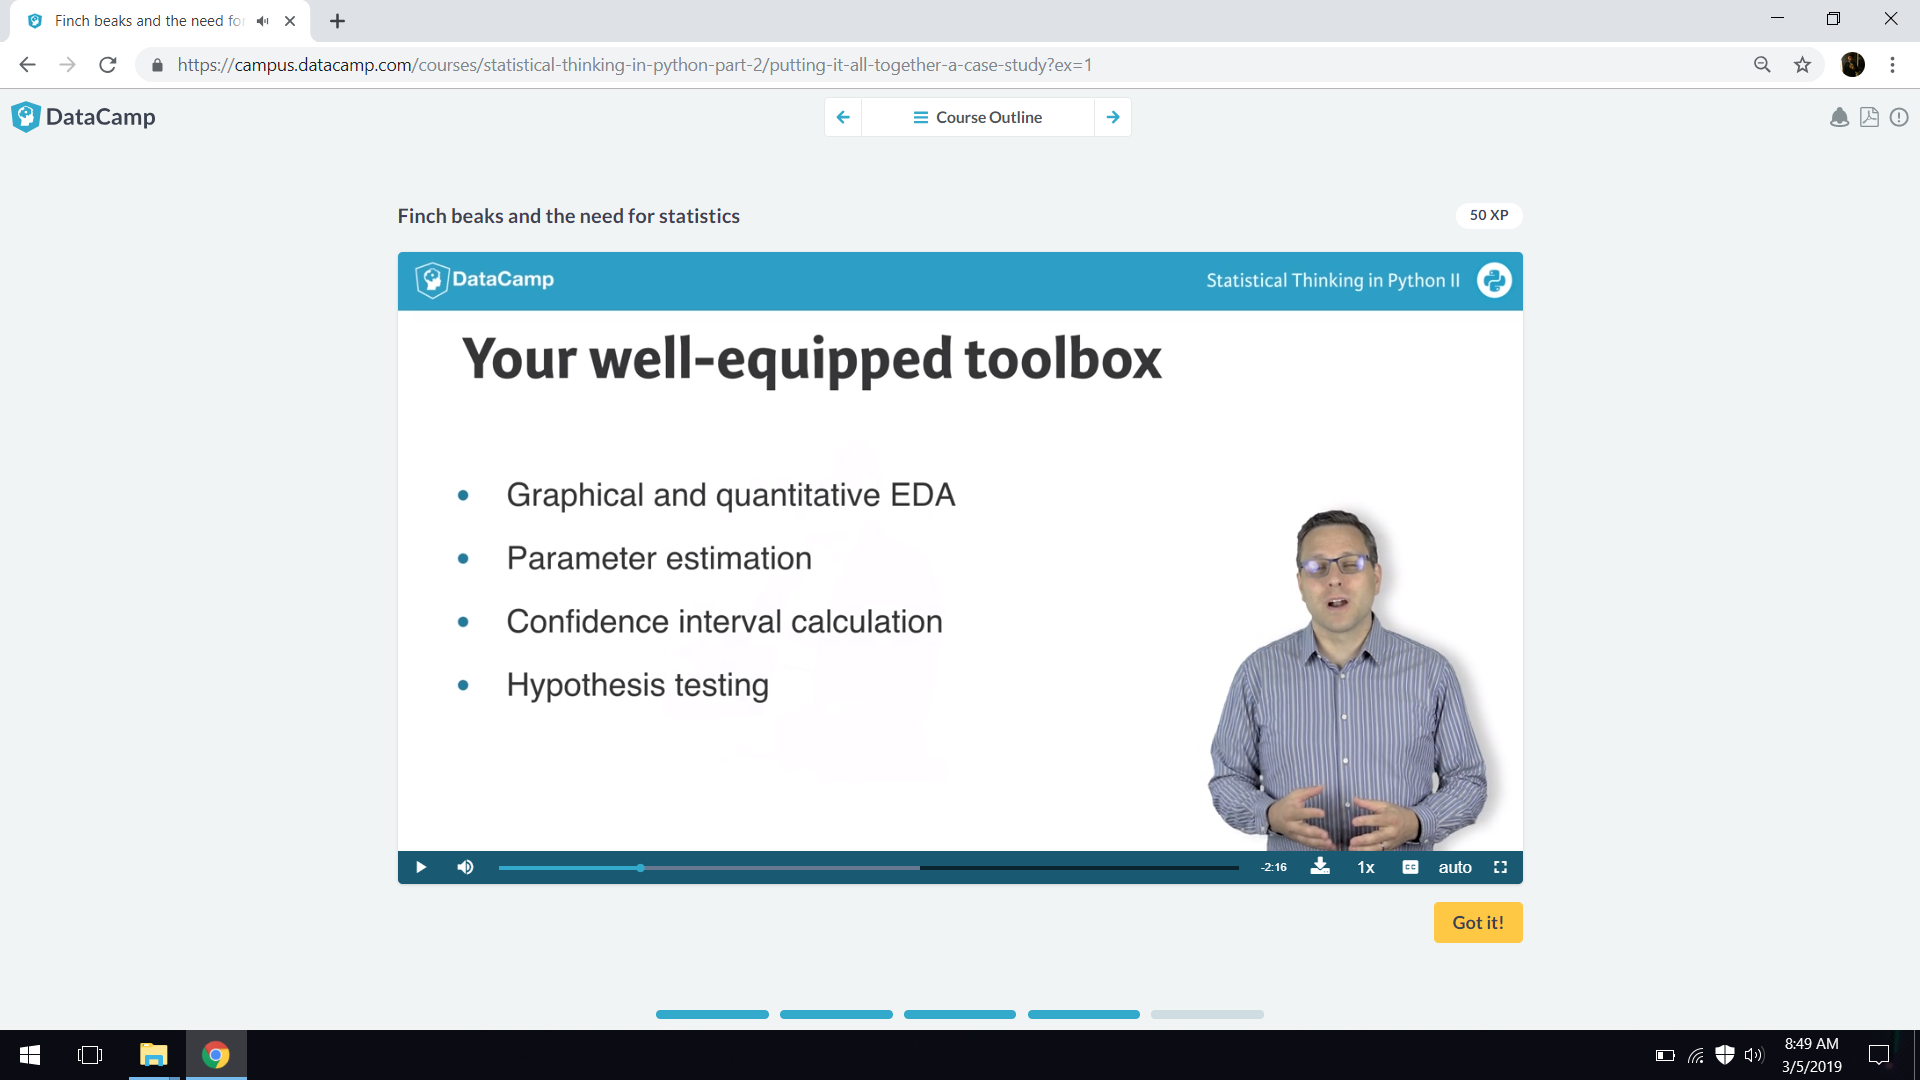 Finch beaks and the need fo
https://campus.datacamp.com/courses/statistical-thinking-in-python-part-2/putting-it-all-together-a-case-study?ex=1
DataCamp
Course Outline
Finch beaks and the need for statistics
50 XP
DataCamp
Statistical Thinking in Python II
Your well-equipped toolbox
• Graphical and quantitative EDA
• Parameter estimation
• Confidence interval calculation
• Hypothesis testing
-2:16
1x
CC
auto
Got it!
8:49 AM
3/5/2019